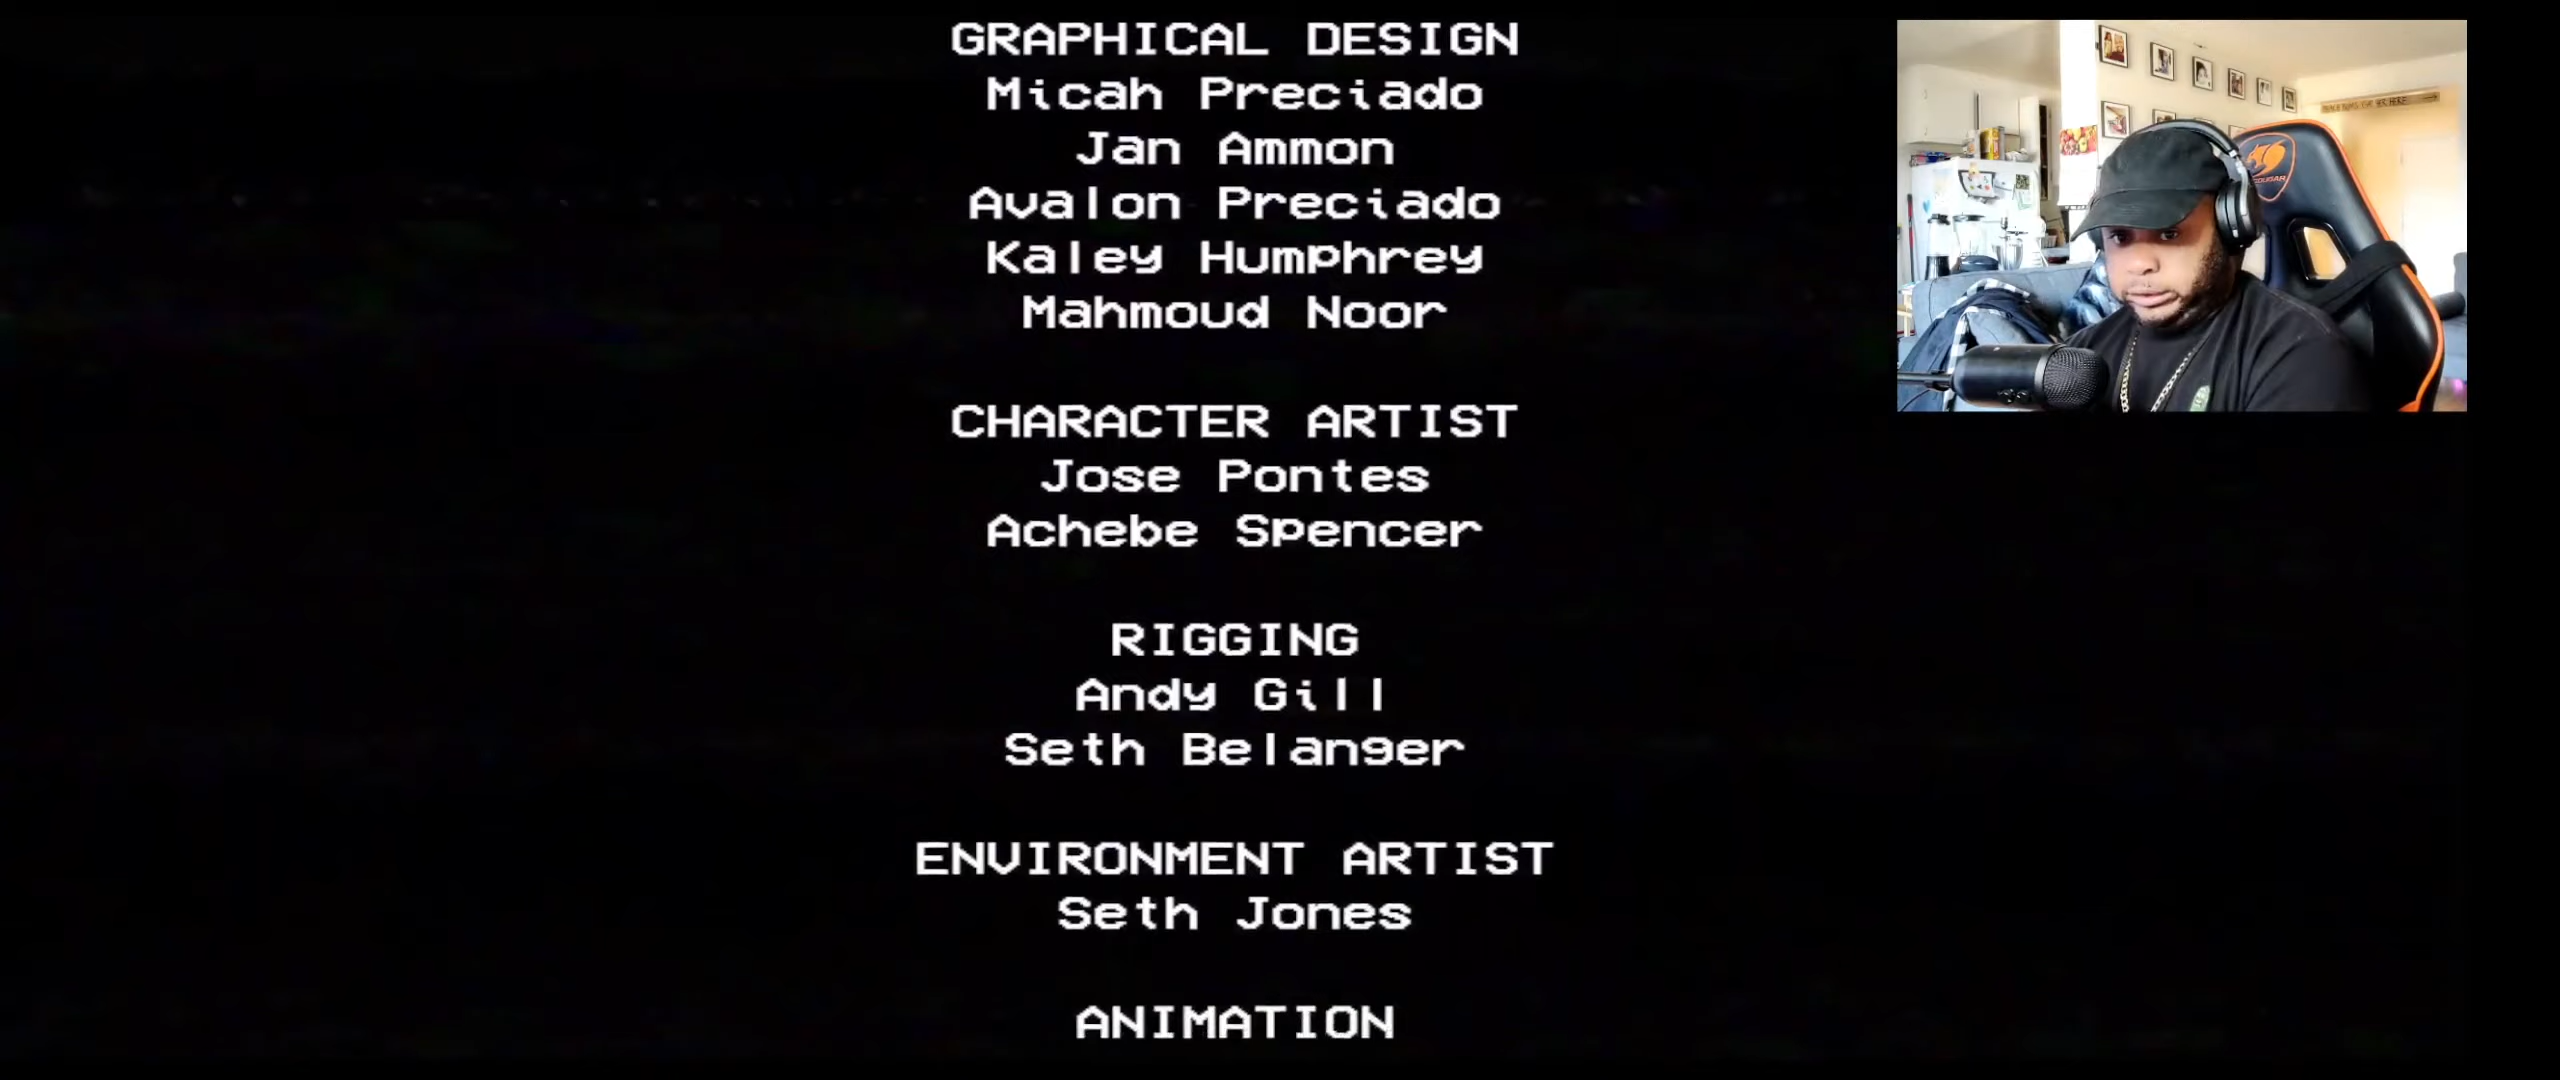 GRAPHICAL DESIGN
Micah Preciado
Jan Ammon
Avalon Preciado
Kaley Humphrey
Mahmoud Noor
CHARACTER ARTIST
Jose Pontes
Achebe Spencer
RIGGING
Andy Gill
Seth Belanger
ENVIRONMENT ARTIST
Seth Jones
ANIMATION
COUGAR